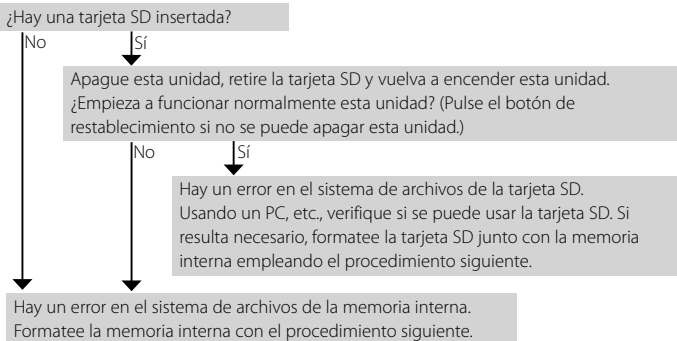 ¿Hay una tarjeta SD insertada?
No
Sí
Apague esta unidad, retire la tarjeta SD y vuelva a encender esta unidad.
¿Empieza a funcionar normalmente esta unidad? (Pulse el botón de
restablecimiento si no se puede apagar esta unidad.)
No
Sí
Hay un error en el sistema de archivos de la tarjeta SD.
Usando un PC, etc., verifique si se puede usar la tarjeta SD. Si
resulta necesario, formatee la tarjeta SD junto con la memoria
interna empleando el procedimiento siguiente.
Hay un error en el sistema de archivos de la memoria interna.
Formatee la memoria interna con el procedimiento siguiente.